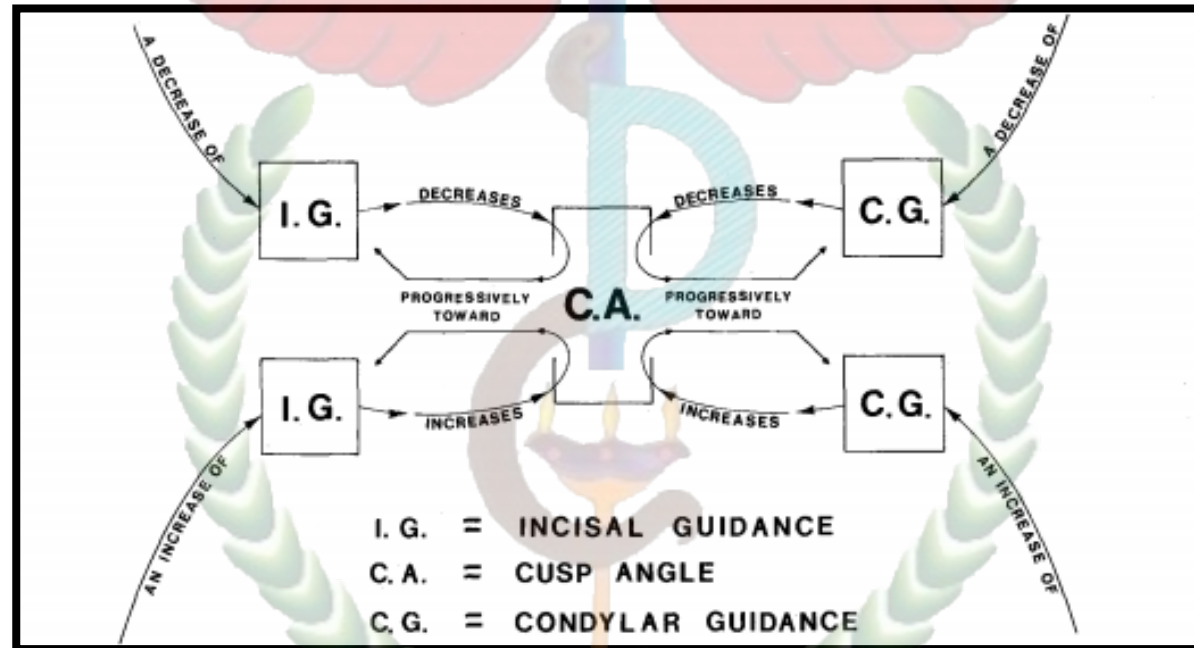 A DECREASE OF
A DECREASE OF
I.G.
DECREASES
DECREASES
C.G.
PROGRESSIVELY
TOWARD
C.A.
PROGRESSIVELY
TOWARD
I.G.
INCREASES
INCREASES
C.G.
AN INCREASE OF
AN INCREASE OF
I. G. = INCISAL GUIDANCE
C. A. = CUSP ANGLE
C. G. = CONDYLAR GUIDANCE